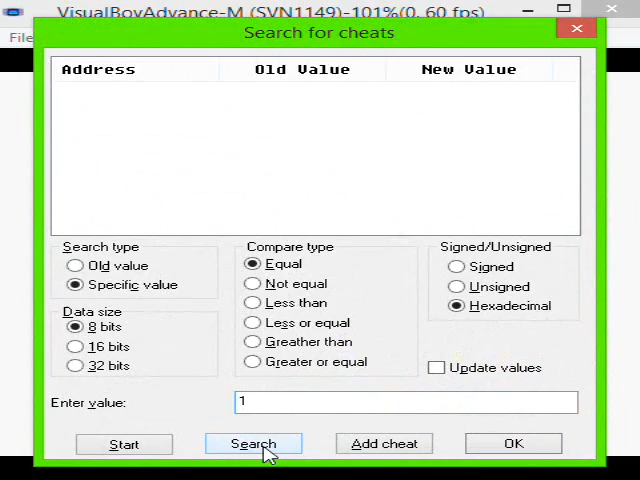 VisualBoyAdvance-M (SVN1149)-101%(0, 60 fps)
File
Search for cheats
Address Old Value New Value
Search type
Old value
Specific value
Data size
8 bits
16 bits
32 bits
Compare type
Equal
Not equal
Less than
Less or equal
Greather than
Greater or equal
Signed/Unsigned
Signed
Unsigned
Hexadecimal
Update values
Enter value: 1
Start Search Add cheat OK